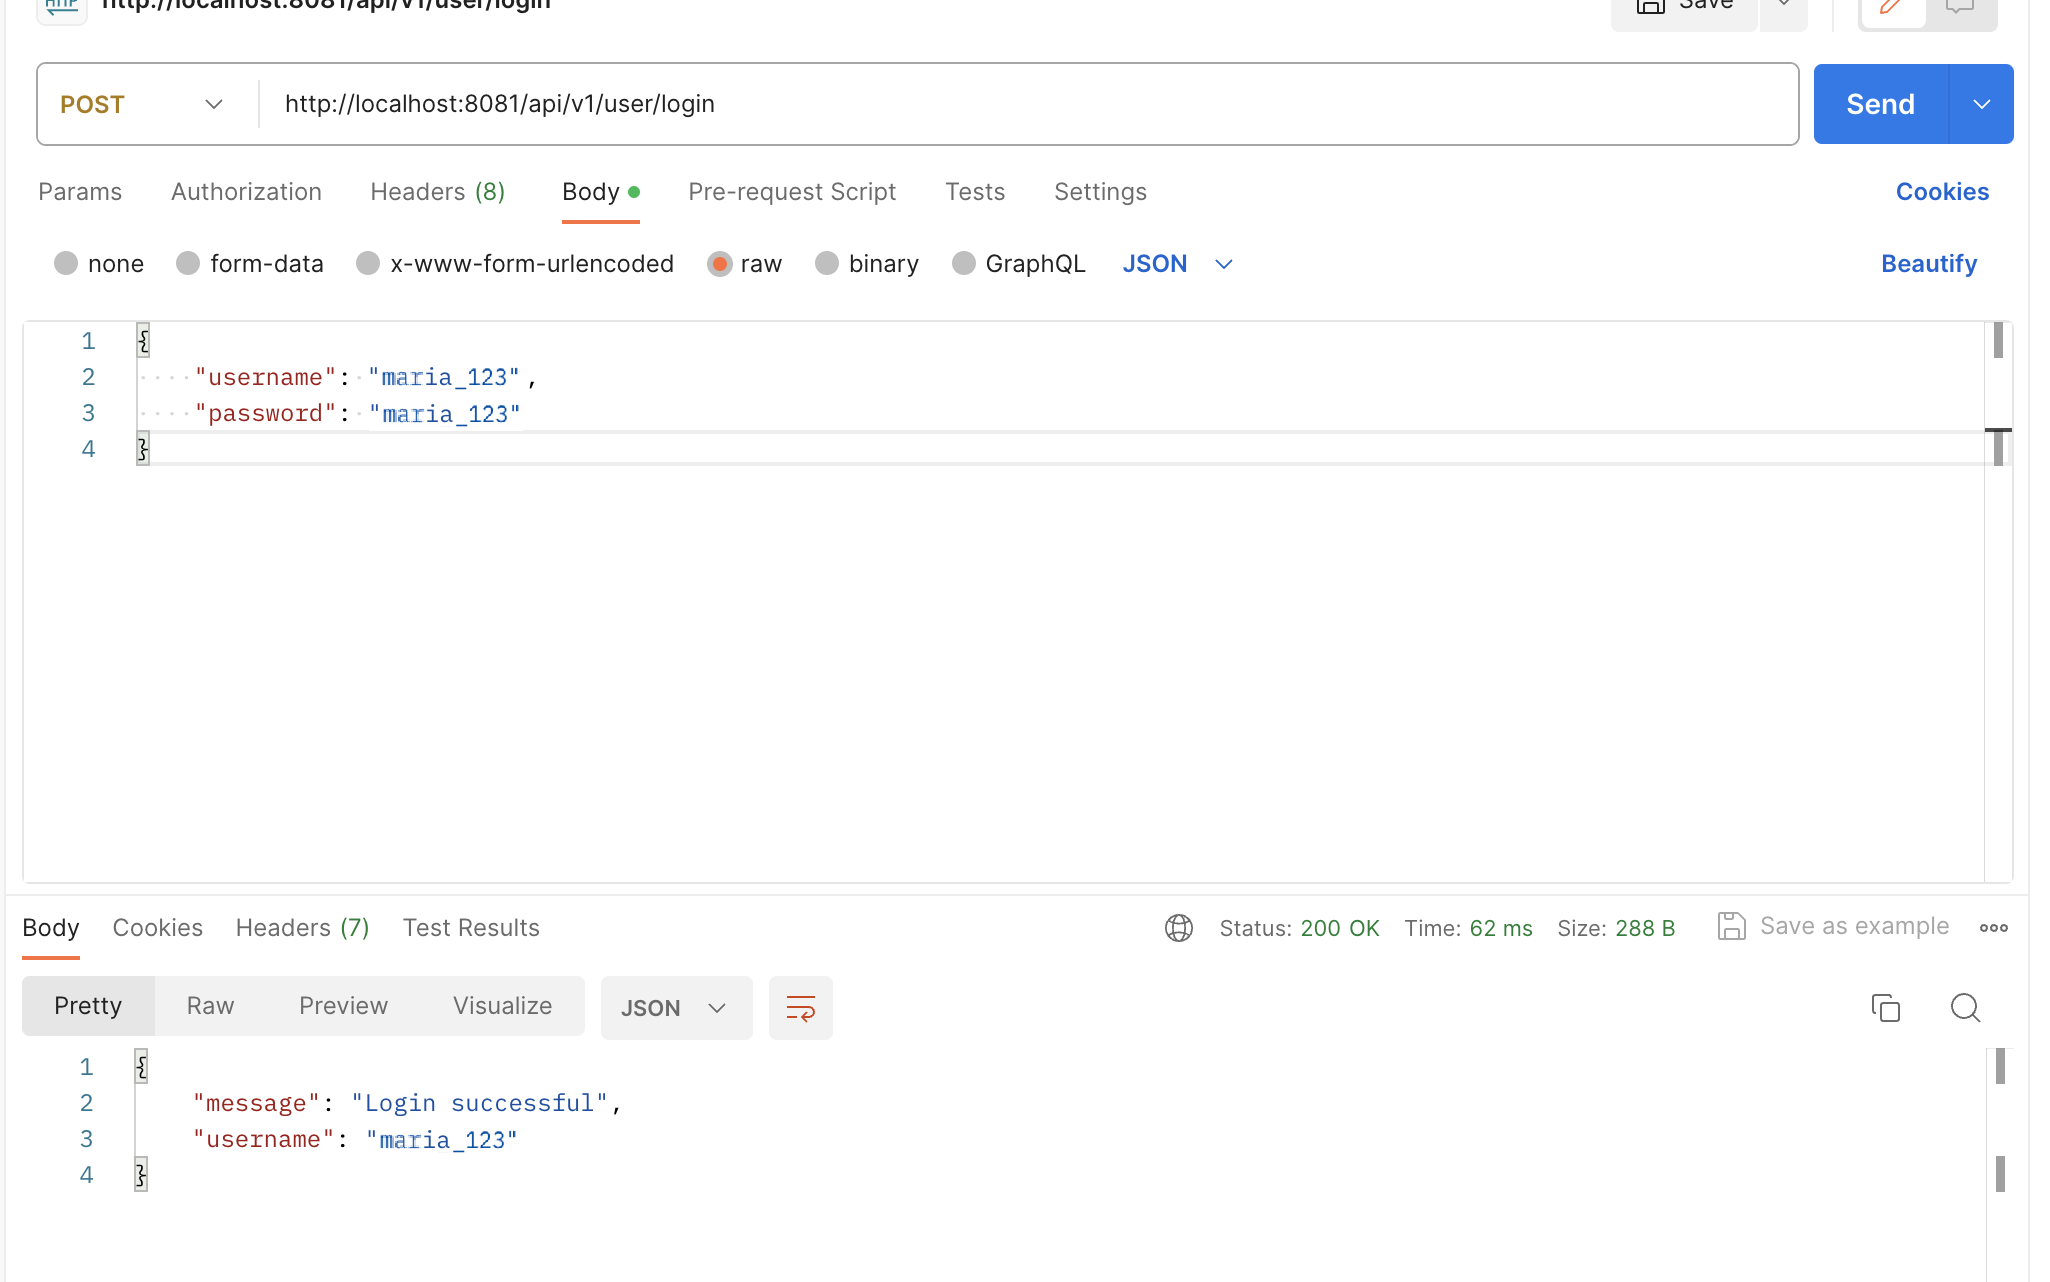 HTTP http://localhost:8081/api/v1/user/login Save
POST http://localhost:8081/api/v1/user/login Send
Params Authorization Headers (8) Body Pre-request Script Tests Settings Cookies
none form-data x-www-form-urlencoded raw binary GraphQL JSON Beautify
1 {
2 "username": "maria_123",
3 "password": "maria_123"
4 }
Body Cookies Headers (7) Test Results Status: 200 OK Time: 62 ms Size: 288 B Save as example
Pretty Raw Preview Visualize JSON
1 {
2 "message": "Login successful",
3 "username": "maria_123"
4 }